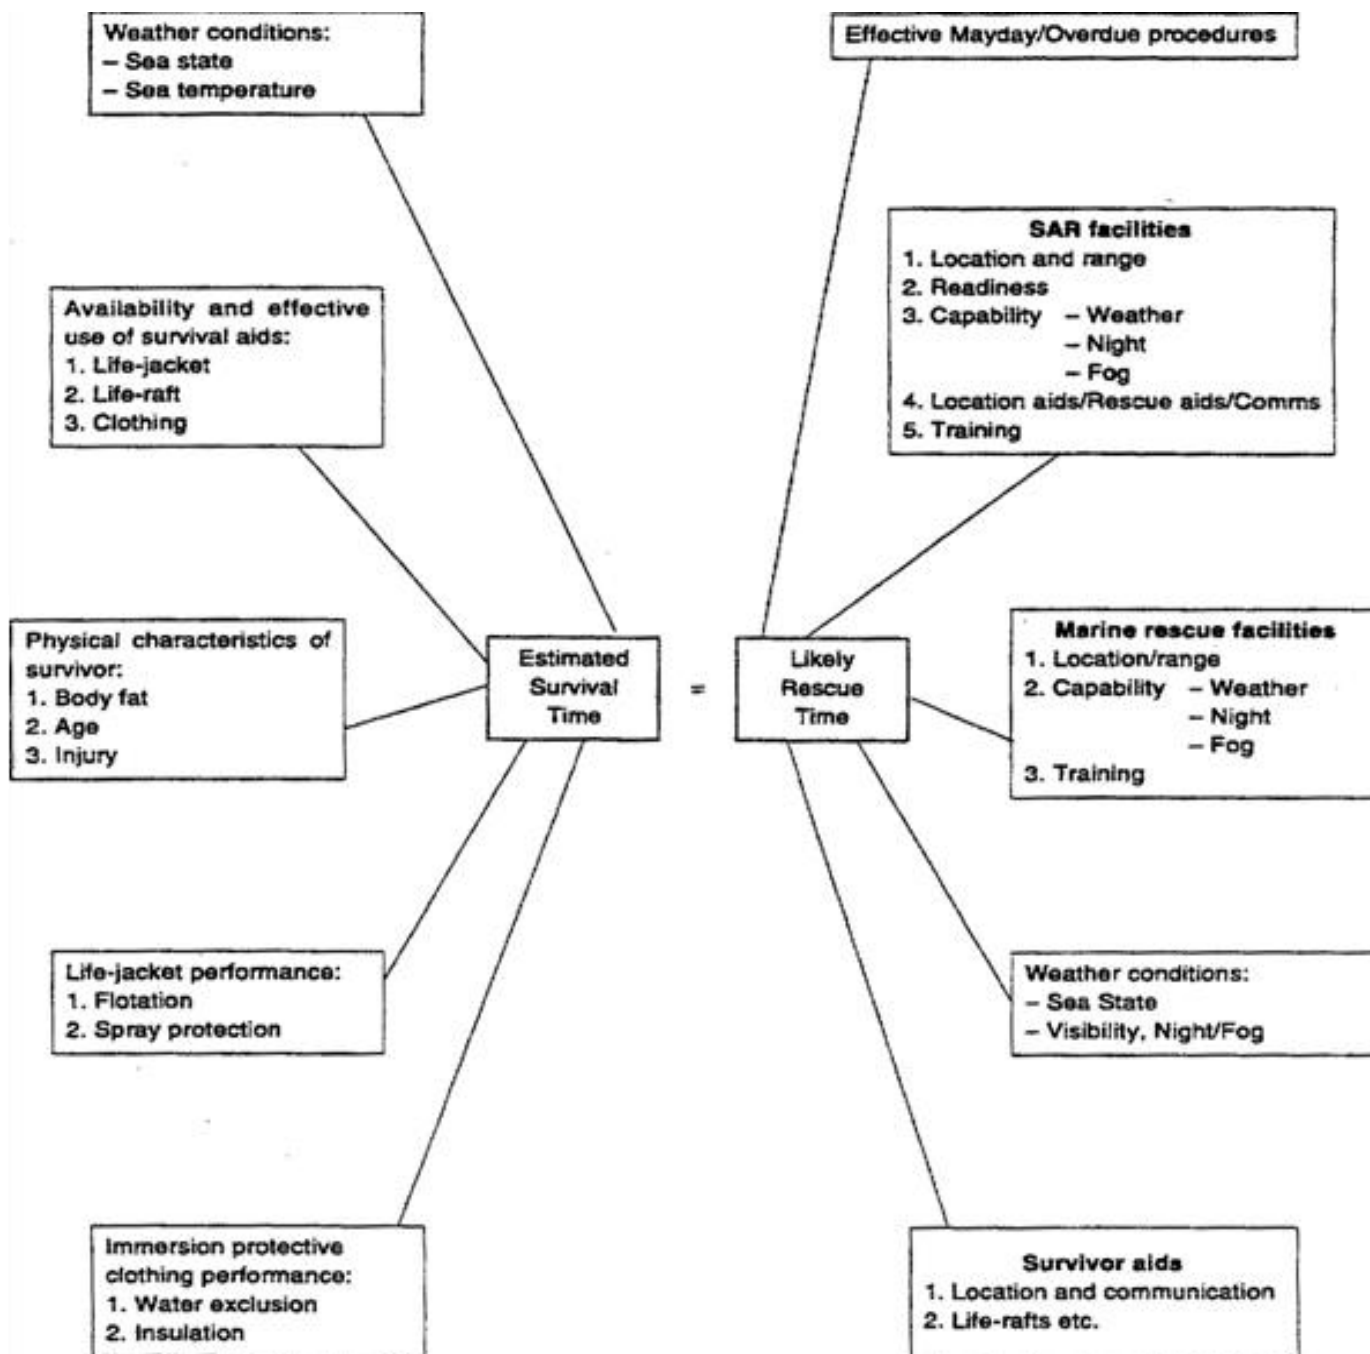 Weather conditions:
– Sea state
– Sea temperature
Effective Mayday/Overdue procedures
SAR facilities
1. Location and range
2. Readiness
3. Capability – Weather
– Night
– Fog
4. Location aids/Rescue aids/Comms
5. Training
Availability and effective
use of survival aids:
1. Life-jacket
2. Life-raft
3. Clothing
Physical characteristics of
survivor:
1. Body fat
2. Age
3. Injury
Estimated
Survival
Time
=
Likely
Rescue
Time
Marine rescue facilities
1. Location/range
2. Capability – Weather
– Night
– Fog
3. Training
Life-jacket performance:
1. Flotation
2. Spray protection
Weather conditions:
– Sea State
– Visibility, Night/Fog
Immersion protective
clothing performance:
1. Water exclusion
2. Insulation
Survivor aids
1. Location and communication
2. Life-rafts etc.